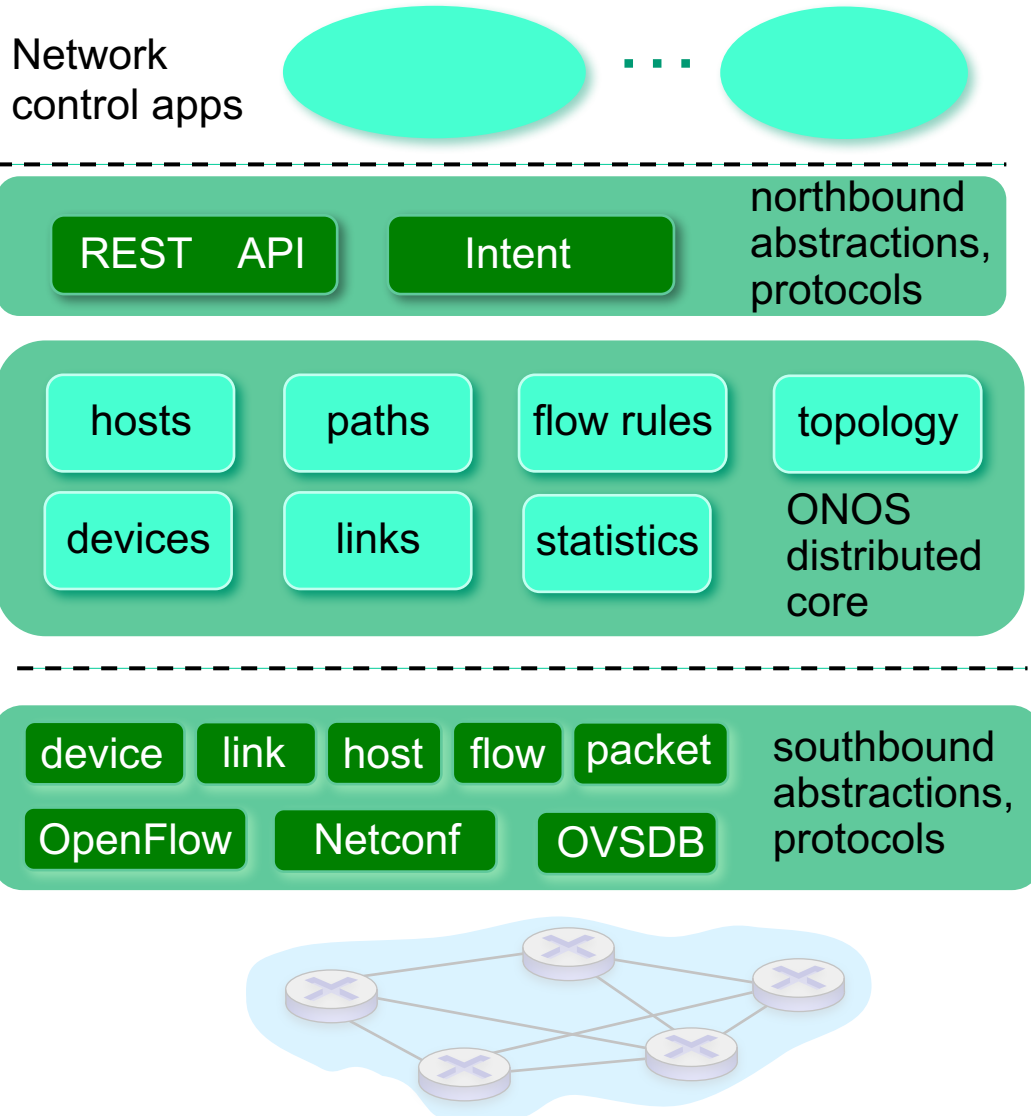 Network
control apps
...
REST API
Intent
northbound
abstractions,
protocols
hosts
paths
flow rules
topology
devices
links
statistics
ONOS
distributed
core
device
link
host
flow
packet
southbound
abstractions,
protocols
OpenFlow
Netconf
OVSDB